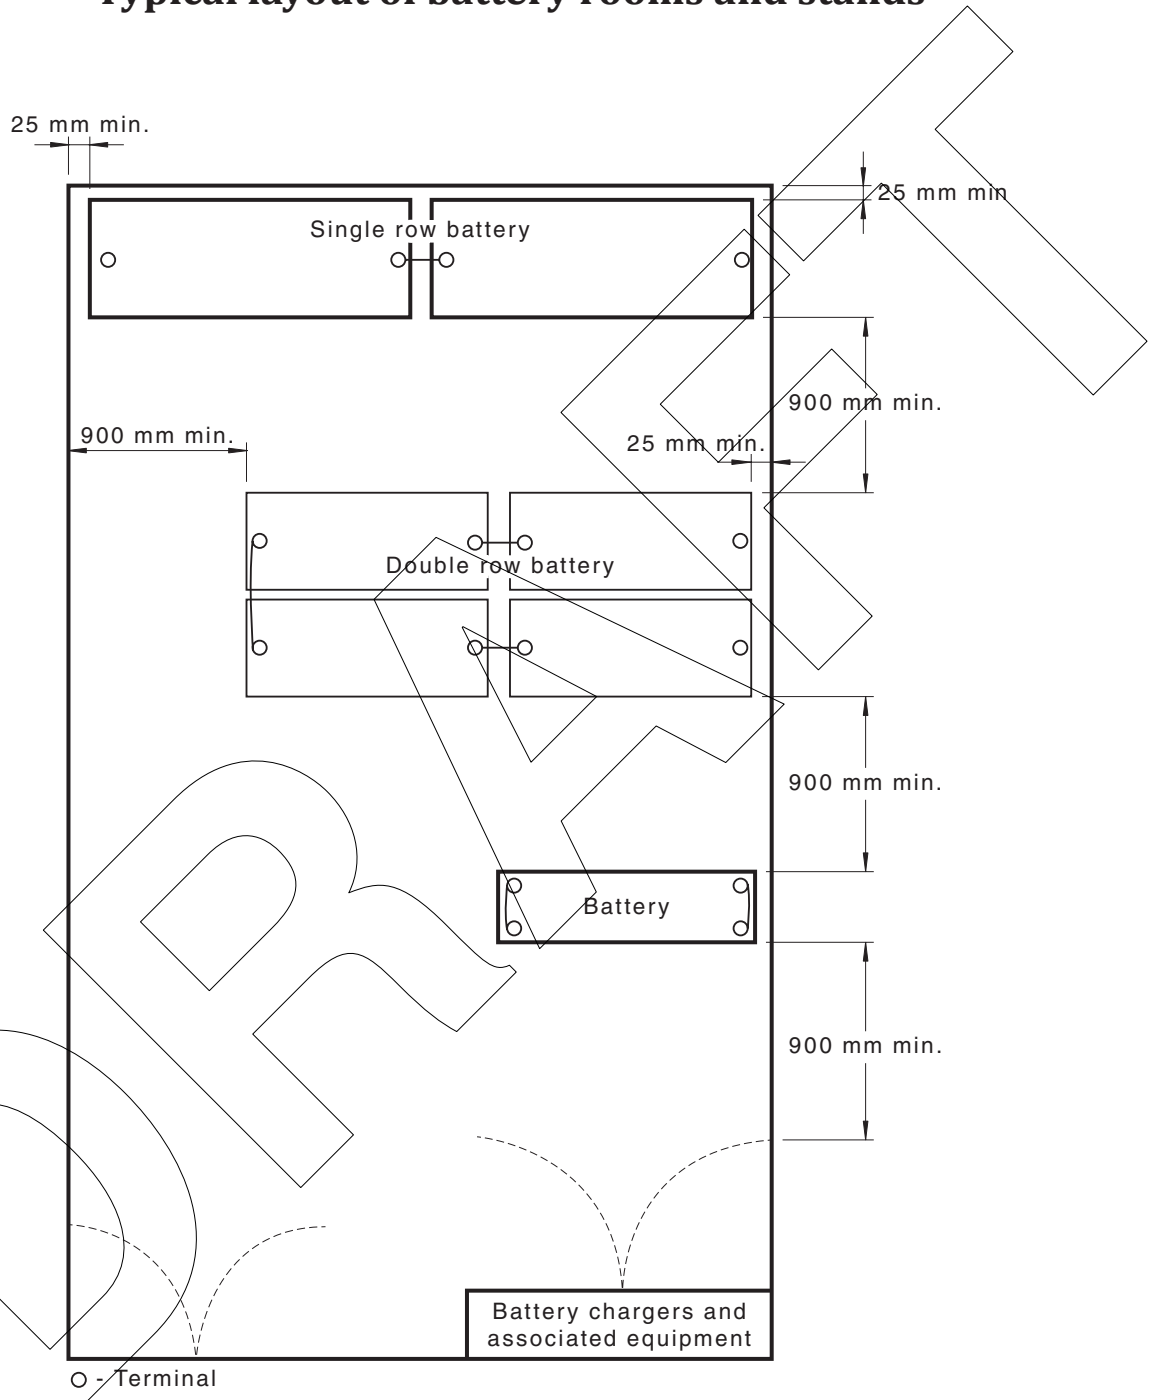 Typical layout of battery rooms and stands
25 mm min.
25 mm min
Single row battery
900 mm min.
900 mm min.
25 mm min.
Double row battery
900 mm min.
Battery
900 mm min.
Battery chargers and
associated equipment
- Terminal
DRAFT